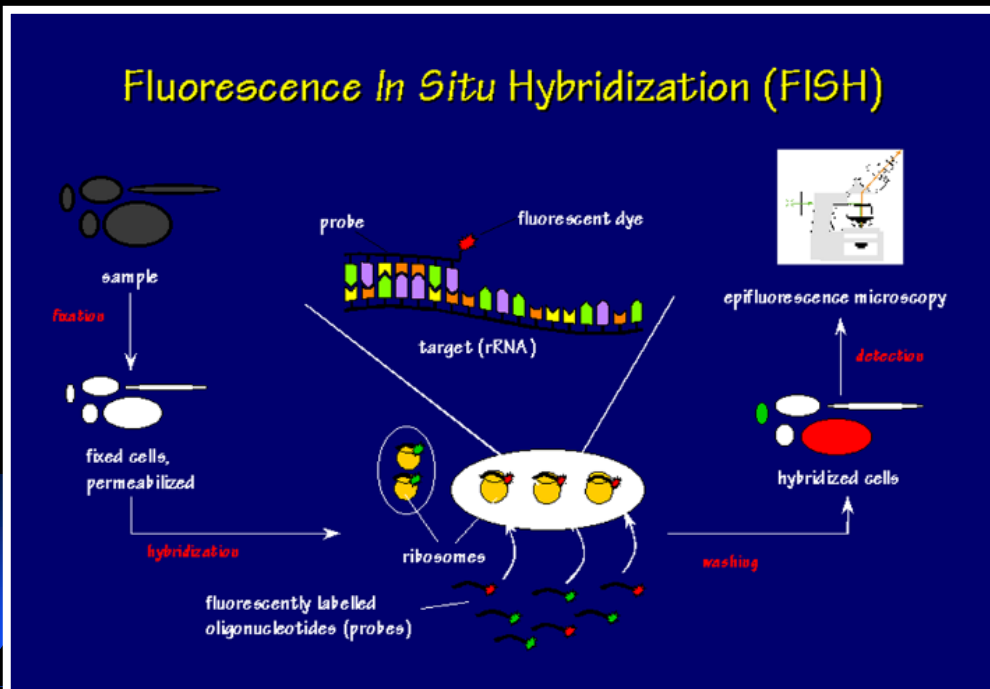 Fluorescence In Situ Hybridization (FISH)
probe
fluorescent dye
sample
fixation
target (rRNA)
epifluorescence microscopy
detection
fixed cells,
permeabilized
hybridized cells
hybridization
ribosomes
washing
fluorescently labelled
oligonucleotides (probes)